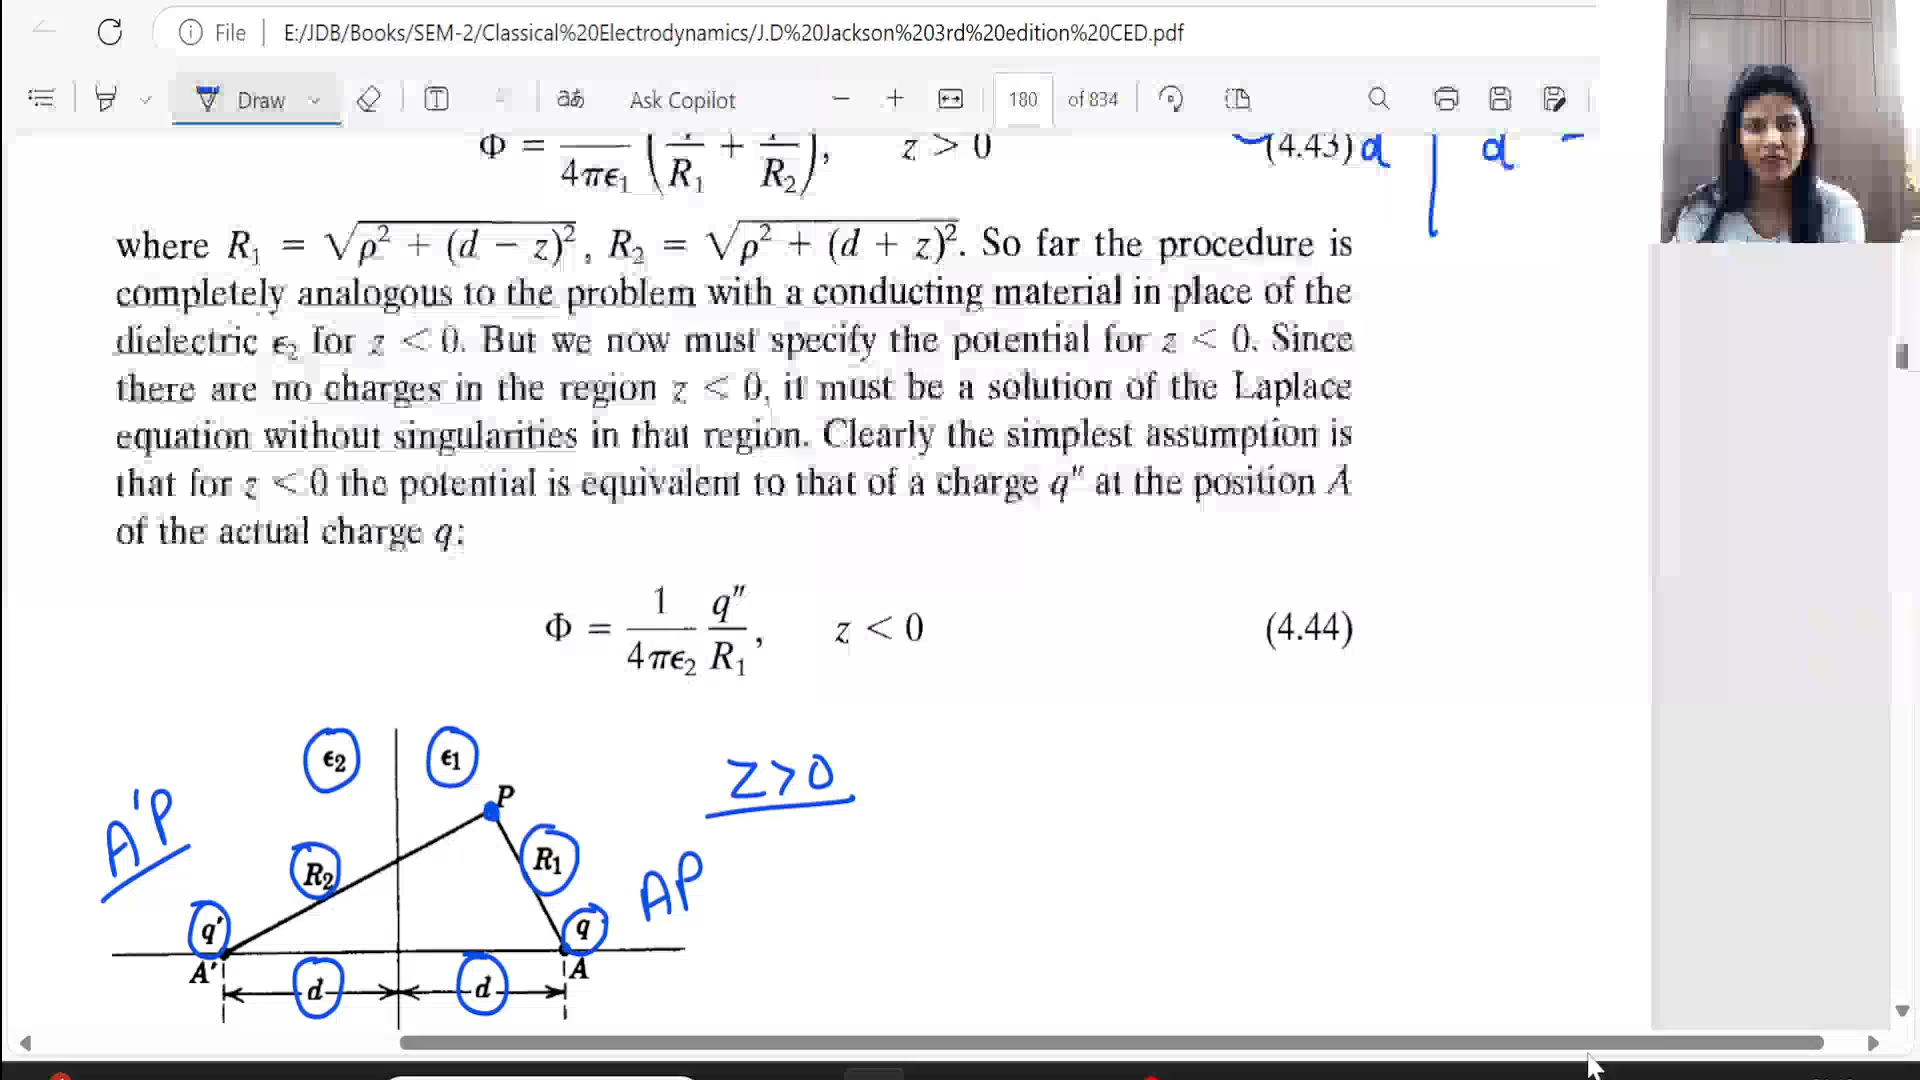 File | E:/JDB/Books/SEM-2/Classical%20Electrodynamics/J.D%20Jackson%203rd%20edition%20CED.pdf
Draw T aあ Ask Copilot − + 180 of 834
Φ = 4πϵ₁ ( R₁ + R₂ ), z > 0 (4.43) d d
where R₁ = √ρ² + (d − z)², R₂ = √ρ² + (d + z)². So far the procedure is
completely analogous to the problem with a conducting material in place of the
dielectric ϵ₂ for z < 0. But we now must specify the potential for z < 0. Since
there are no charges in the region z < 0, it must be a solution of the Laplace
equation without singularities in that region. Clearly the simplest assumption is
that for z < 0 the potential is equivalent to that of a charge q″ at the position A
of the actual charge q:
Φ = 1/4πϵ₂ q″/R₁, z < 0 (4.44)
ϵ2 ϵ1
Z>0
P
A'P
R₂ R₁
AP
q' q
A' A
d d